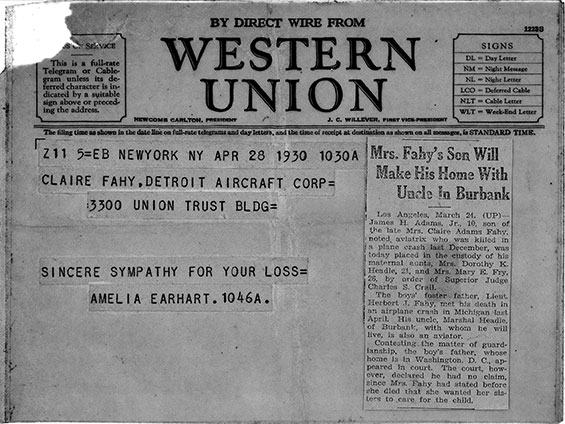 BY DIRECT WIRE FROM
1223S
WESTERN
UNION
SERVICE
This is a full-rate
Telegram or Cable-
gram unless its de-
ferred character is in-
dicated by a suitable
sign above or preced-
ing the address.
SIGNS
DL = Day Letter
NM = Night Message
NL = Night Letter
LCO = Deferred Cable
NLT = Cable Letter
WLT = Week-End Letter
NEWCOMB CARLTON, PRESIDENT
J. C. WILLEVER, FIRST VICE-PRESIDENT
The filing time as shown in the date line on full-rate telegrams and day letters, and the time of receipt at destination as shown on all messages, is STANDARD TIME.
Z11 5=EB NEWYORK NY APR 28 1930 1030A
CLAIRE FAHY, DETROIT AIRCRAFT CORP=
3300 UNION TRUST BLDG=
SINCERE SYMPATHY FOR YOUR LOSS=
AMELIA EARHART. 1046A.
Mrs. Fahy's Son Will
Make His Home With
Uncle In Burbank
Los Angeles, March 24. (UP)—
James H. Adams, Jr., 10, son of
the late Mrs. Claire Adams Fahy,
noted aviatrix who was killed in
a plane crash last December, was
today placed in the custody of his
maternal aunts, Mrs. Dorothy K.
Headle, 21, and Mrs. Mary E. Fry,
26, by order of Superior Judge
Charles S. Crail.
The boys' foster father, Lieut.
Herbert J. Fahy, met his death in
an airplane crash in Michigan last
April. His uncle, Marshal Headle,
of Burbank, with whom he will
live, is also an aviator.
Contesting the matter of guard-
ianship, the boy's father, whose
home is in Washington, D. C., ap-
peared in court. The court, how-
ever, declared he had no claim,
since Mrs. Fahy had stated before
she died that she wanted her sis-
ters to care for the child.